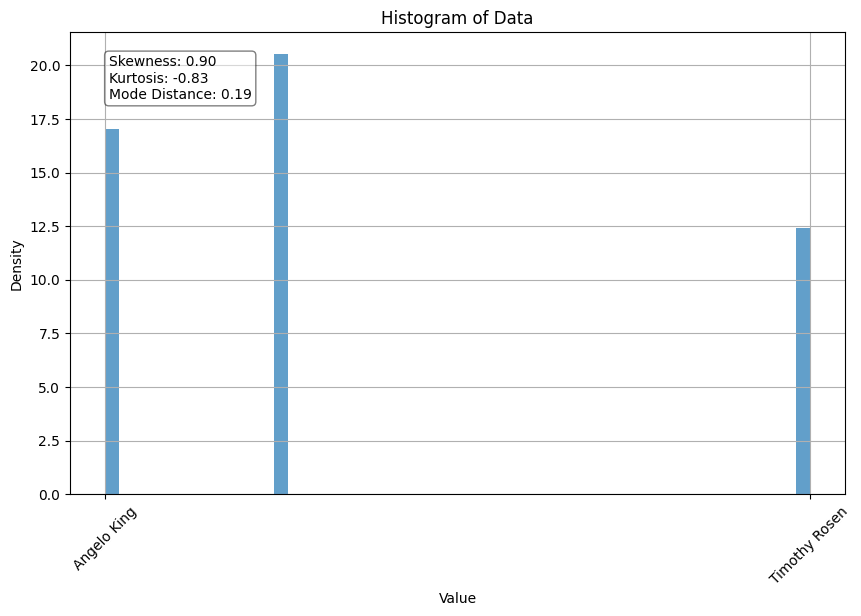 Histogram of Data
Skewness: 0.90
Kurtosis: -0.83
Mode Distance: 0.19
Density
20.0
17.5
15.0
12.5
10.0
7.5
5.0
2.5
0.0
Angelo King
Timothy Rosen
Value